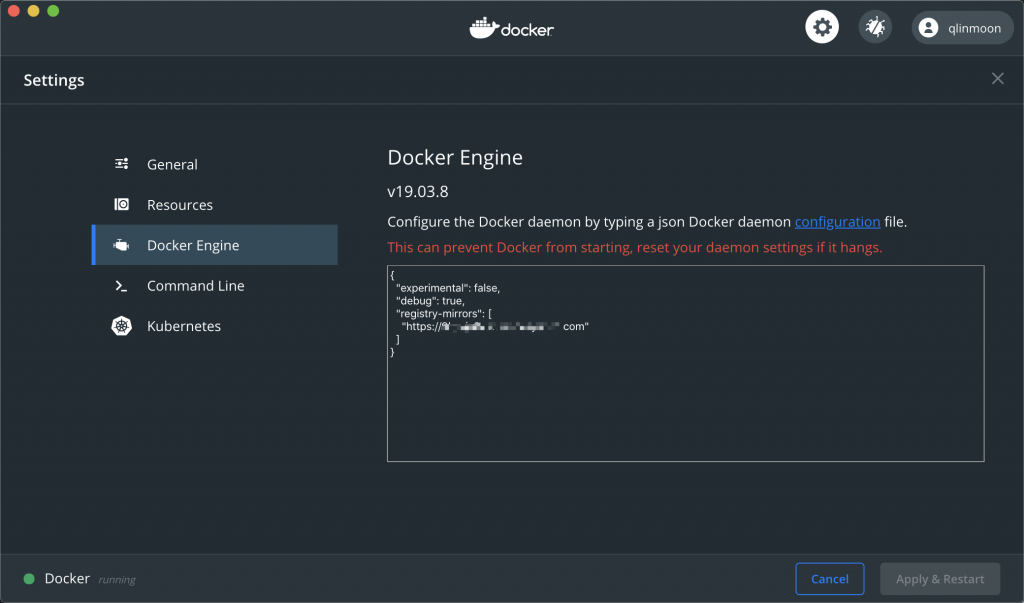 docker
qlinmoon
Settings
General
Resources
Docker Engine
Command Line
Kubernetes
Docker Engine
v19.03.8
Configure the Docker daemon by typing a json Docker daemon configuration file.
This can prevent Docker from starting, reset your daemon settings if it hangs.
{
"experimental": false,
"debug": true,
"registry-mirrors": [
"https:// com"
]
}
Docker running
Cancel
Apply & Restart